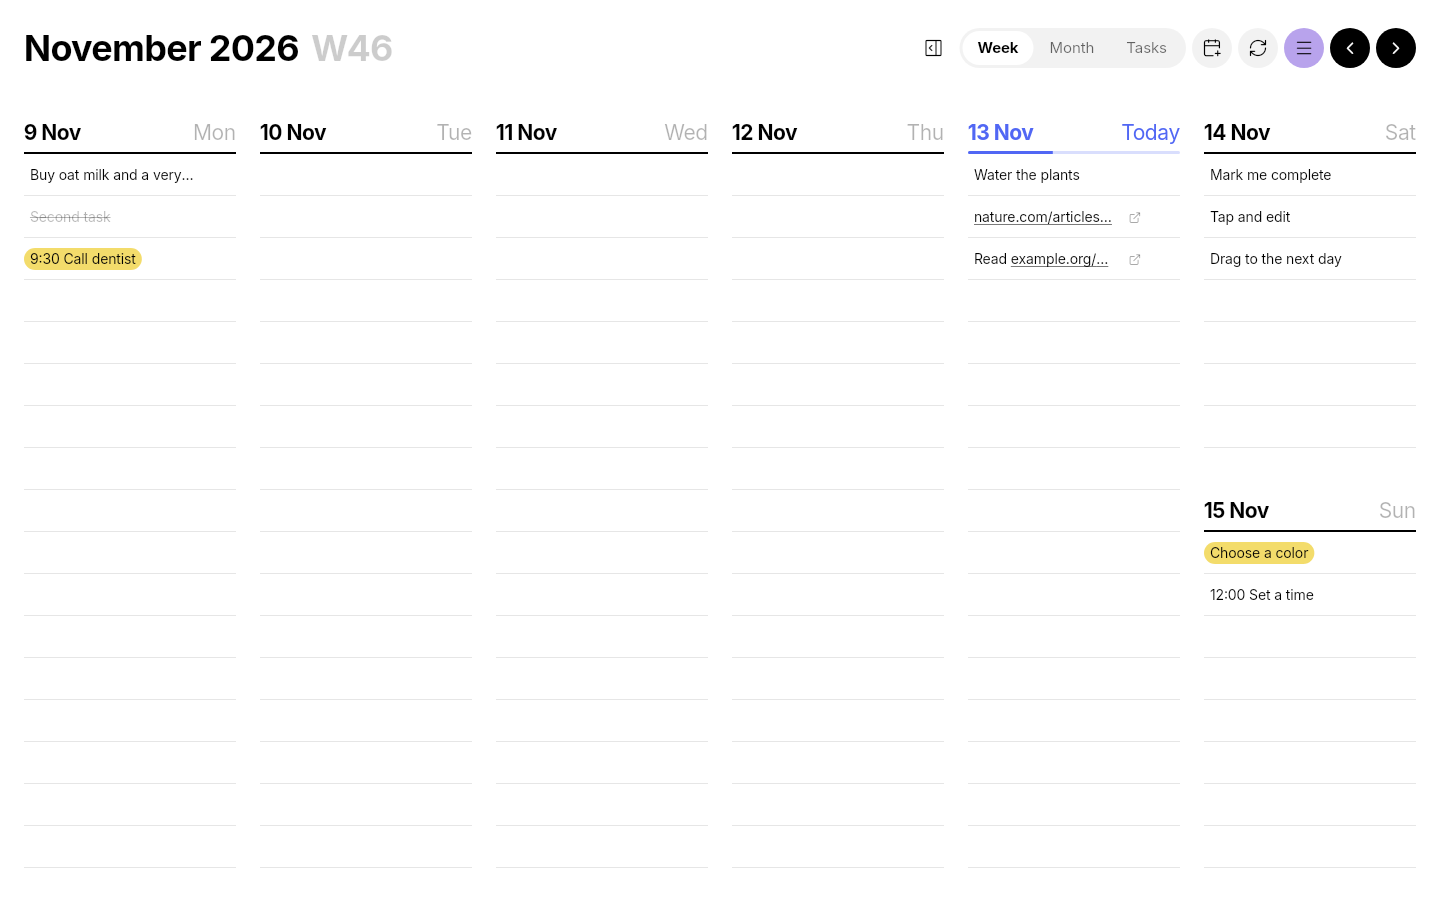 November 2026 W46
Week Month Tasks
9 Nov Mon
Buy oat milk and a very...
Second task
9:30 Call dentist
10 Nov Tue
11 Nov Wed
12 Nov Thu
13 Nov Today
Water the plants
nature.com/articles...
Read example.org/...
14 Nov Sat
Mark me complete
Tap and edit
Drag to the next day
15 Nov Sun
Choose a color
12:00 Set a time